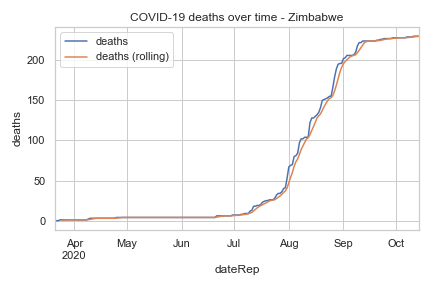 COVID-19 deaths over time - Zimbabwe
deaths
deaths (rolling)
deaths
200
150
100
50
0
Apr
2020
May
Jun
Jul
Aug
Sep
Oct
dateRep